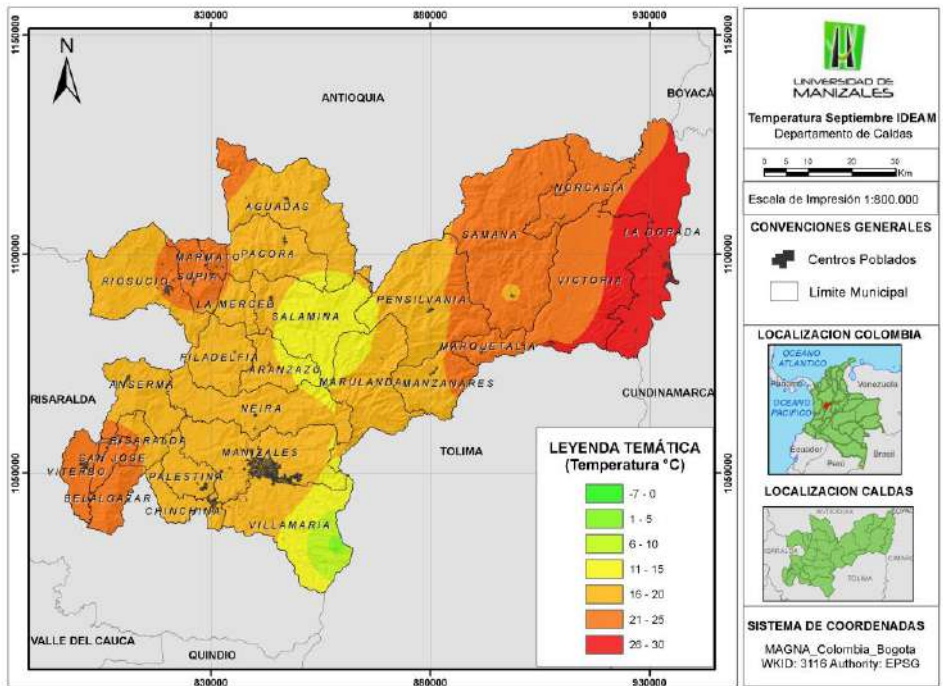 830000
880000
930000
1150000
1150000
N
ANTIOQUIA
BOYACÁ
NORCASIA
AGUADAS
SAMANA
LA DORADA
1100000
1100000
MARMATO
PACORA
RIOSUCIO
SUPIA
VICTORIA
LA MERCED
PENSILVANIA
SALAMINA
MARQUETALIA
FILADELFIA
ARANZAZO
MARULANDA
MANZANARES
ANSERMA
CUNDINAMARCA
RISARALDA
NEIRA
TOLIMA
RISARALDA
SAN JOSE
MANIZALES
VITERBO
PALESTINA
1050000
1050000
BELALCAZAR
CHINCHINA
VILLAMARIA
VALLE DEL CAUCA
QUINDIO
830000
880000
930000
LEYENDA TEMÁTICA
(Temperatura °C)
-7 - 0
1 - 5
6 - 10
11 - 15
16 - 20
21 - 25
26 - 30
UNIVERSIDAD DE
MANIZALES
Temperatura Septiembre IDEAM
Departamento de Caldas
0 5 10 20 30
Km
Escala de Impresión 1:800.000
CONVENCIONES GENERALES
Centros Poblados
Límite Municipal
LOCALIZACION COLOMBIA
OCEANO
ATLANTICO
Panamá
Venezuela
OCEANO
PACIFICO
Ecuador
Brasil
Perú
LOCALIZACION CALDAS
ANTIOQUIA
TOLIMA
SISTEMA DE COORDENADAS
MAGNA_Colombia_Bogota
WKID: 3116 Authority: EPSG